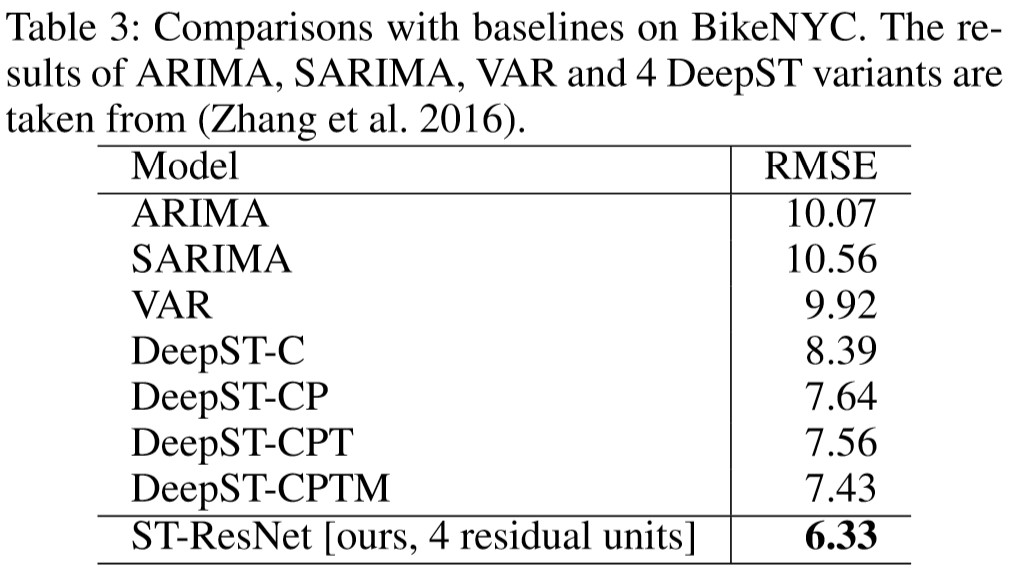 Table 3: Comparisons with baselines on BikeNYC. The re-
sults of ARIMA, SARIMA, VAR and 4 DeepST variants are
taken from (Zhang et al. 2016).
Model RMSE
ARIMA 10.07
SARIMA 10.56
VAR 9.92
DeepST-C 8.39
DeepST-CP 7.64
DeepST-CPT 7.56
DeepST-CPTM 7.43
ST-ResNet [ours, 4 residual units] 6.33